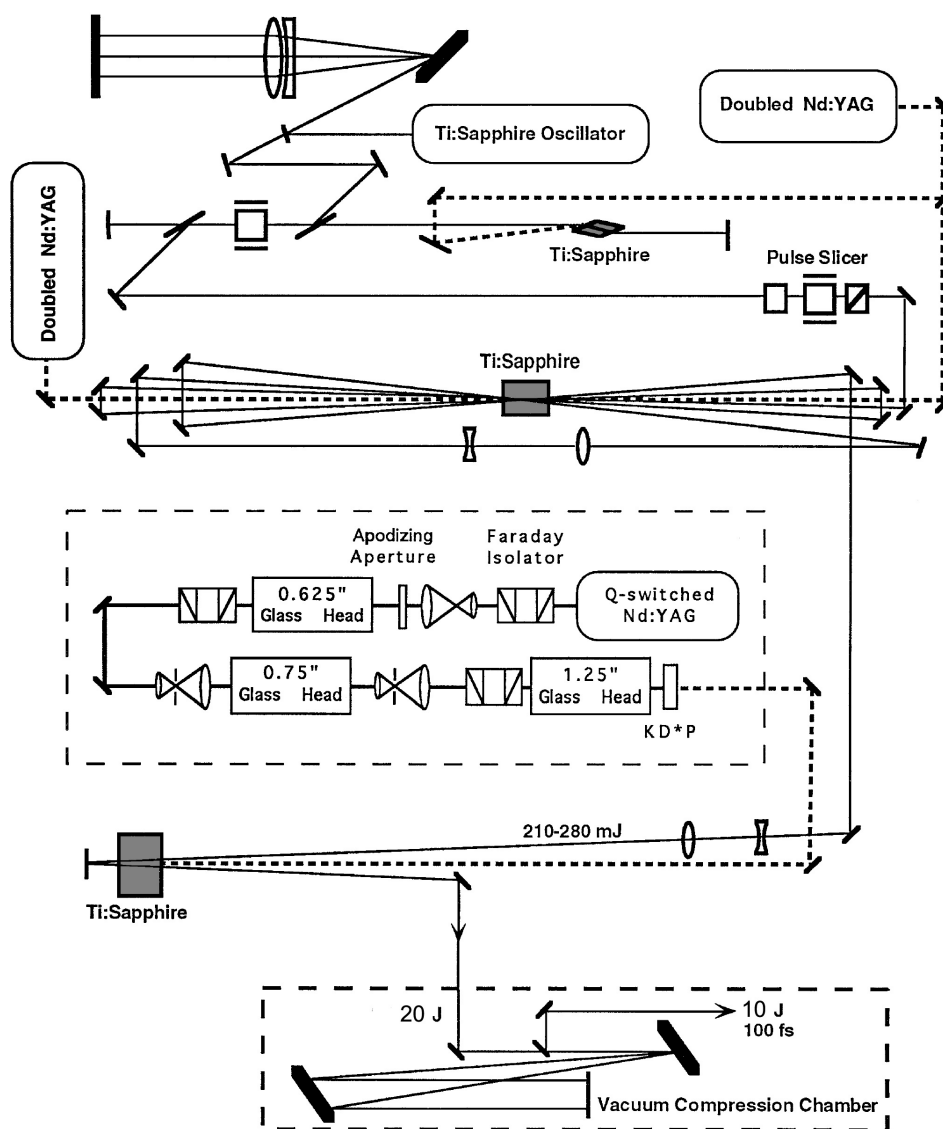 Doubled Nd:YAG
Ti:Sapphire Oscillator
Doubled Nd:YAG
Ti:Sapphire
Pulse Slicer
Ti:Sapphire
Apodizing
Aperture
Faraday
Isolator
0.625"
Glass Head
Q-switched
Nd:YAG
0.75"
Glass Head
1.25"
Glass Head
KD*P
210-280 mJ
Ti:Sapphire
20 J
10 J
100 fs
Vacuum Compression Chamber